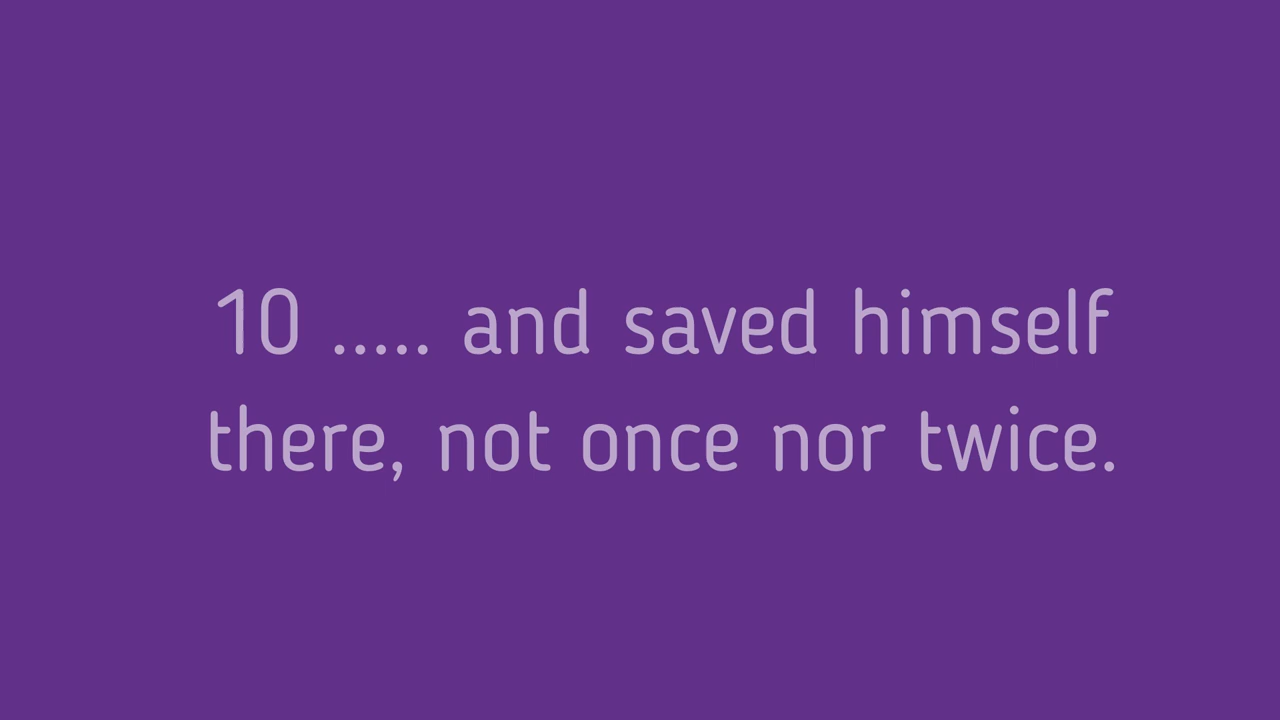 10 ..... and saved himself
there, not once nor twice.